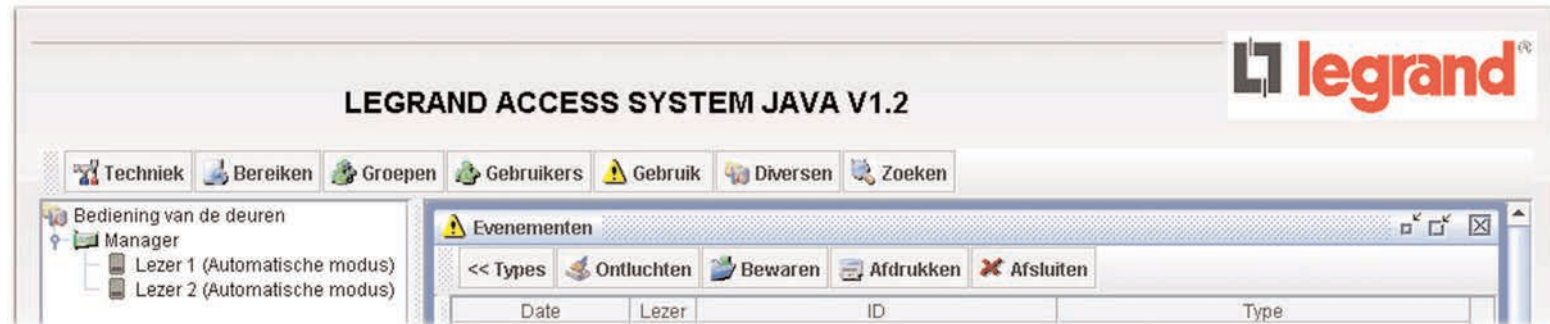 legrand®
LEGRAND ACCESS SYSTEM JAVA V1.2
Techniek Bereiken Groepen Gebruikers Gebruik Diversen Zoeken
Bediening van de deuren
Manager
Lezer 1 (Automatische modus)
Lezer 2 (Automatische modus)
Evenementen
<< Types Ontluchten Bewaren Afdrukken Afsluiten
Date Lezer ID Type